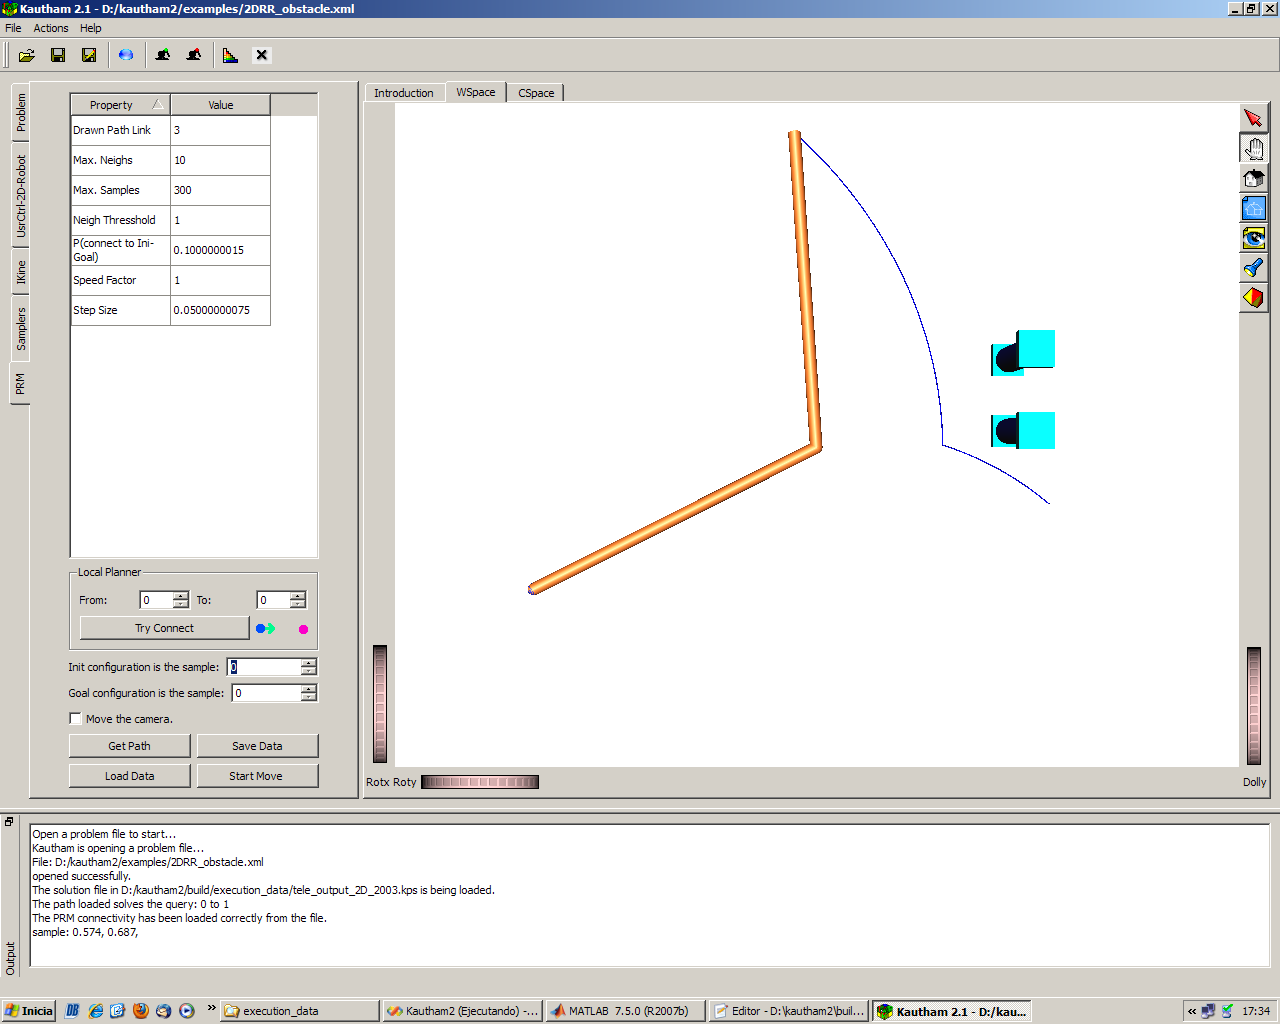 Kautham 2.1 - D:/kautham2/examples/2DRR_obstacle.xml
File Actions Help
Problem
UsrCtrl-2D-Robot
IKine
Samplers
PRM
Property Value
Drawn Path Link 3
Max. Neighs 10
Max. Samples 300
Neigh Thresshold 1
P(connect to Ini-
Goal) 0.1000000015
Speed Factor 1
Step Size 0.05000000075
Local Planner
From: 0 To: 0
Try Connect
Init configuration is the sample: 0
Goal configuration is the sample: 0
Move the camera.
Get Path Save Data
Load Data Start Move
Introduction WSpace CSpace
Rotx Roty Dolly
Output
Open a problem file to start...
Kautham is opening a problem file...
File: D:/kautham2/examples/2DRR_obstacle.xml
opened successfully.
The solution file in D:/kautham2/build/execution_data/tele_output_2D_2003.kps is being loaded.
The path loaded solves the query: 0 to 1
The PRM connectivity has been loaded correctly from the file.
sample: 0.574, 0.687,
Inicia DB » execution_data Kautham2 (Ejecutando) -... MATLAB 7.5.0 (R2007b) Editor - D:\kautham2\buil... Kautham 2.1 - D:/kau... « 17:34